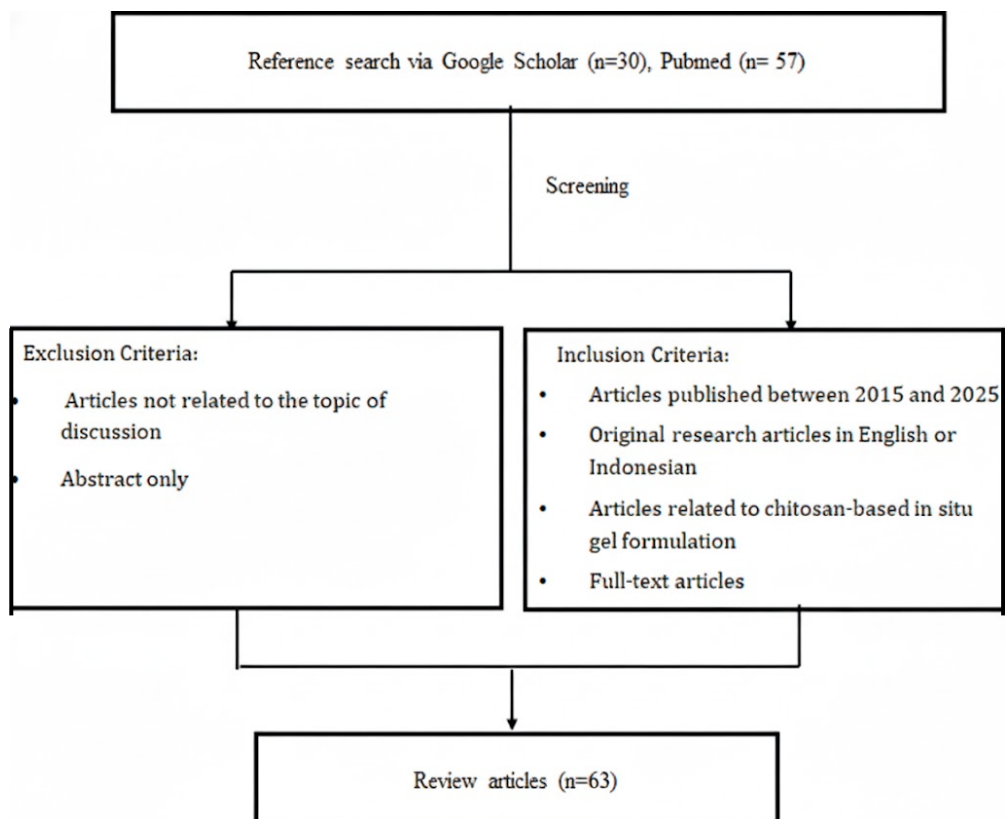 Reference search via Google Scholar (n=30), Pubmed (n= 57)
Screening
Exclusion Criteria:
• Articles not related to the topic of
discussion
• Abstract only
Inclusion Criteria:
• Articles published between 2015 and 2025
• Original research articles in English or
Indonesian
• Articles related to chitosan-based in situ
gel formulation
• Full-text articles
Review articles (n=63)